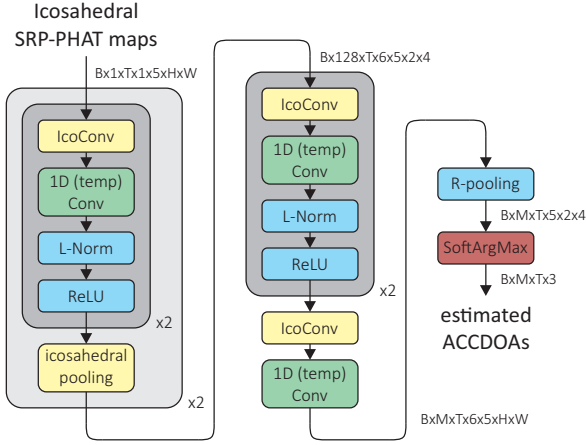 Icosahedral
SRP-PHAT maps
Bx1xTx1x5xHxW
IcoConv
1D (temp)
Conv
L-Norm
ReLU
x2
icosahedral
pooling
x2
Bx128xTx6x5x2x4
IcoConv
1D (temp)
Conv
L-Norm
ReLU
x2
IcoConv
1D (temp)
Conv
BxMxTx6x5xHxW
R-pooling
BxMxTx5x2x4
SoftArgMax
BxMxTx3
estimated
ACCDOAs